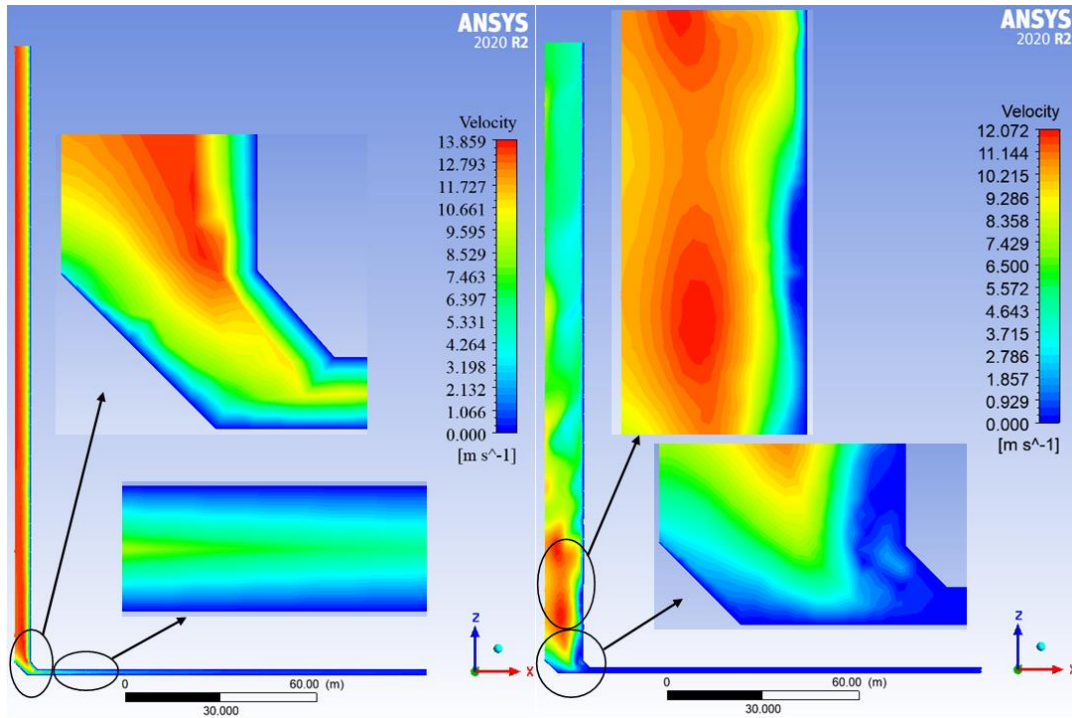 ANSYS
2020 R2
Velocity
13.859
12.793
11.727
10.661
9.595
8.529
7.463
6.397
5.331
4.264
3.198
2.132
1.066
0.000
[m s^-1]
Z
X
0
60.00 (m)
30.000
ANSYS
2020 R2
Velocity
12.072
11.144
10.215
9.286
8.358
7.429
6.500
5.572
4.643
3.715
2.786
1.857
0.929
0.000
[m s^-1]
Z
X
0
60.00 (m)
30.000